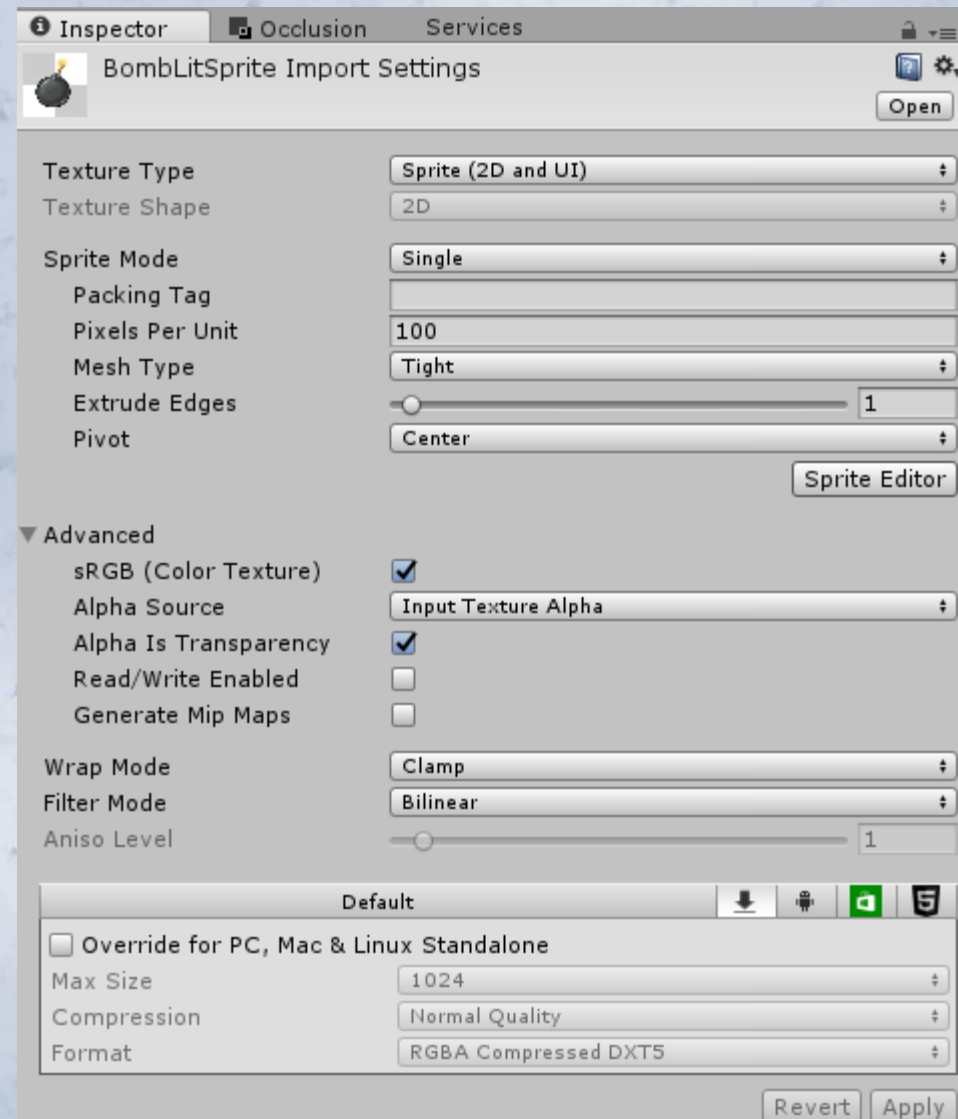 Inspector Occlusion Services
BombLitSprite Import Settings
Open
Texture Type Sprite (2D and UI)
Texture Shape 2D
Sprite Mode Single
Packing Tag
Pixels Per Unit 100
Mesh Type Tight
Extrude Edges 1
Pivot Center
Sprite Editor
Advanced
sRGB (Color Texture)
Alpha Source Input Texture Alpha
Alpha Is Transparency
Read/Write Enabled
Generate Mip Maps
Wrap Mode Clamp
Filter Mode Bilinear
Aniso Level 1
Default
Override for PC, Mac & Linux Standalone
Max Size 1024
Compression Normal Quality
Format RGBA Compressed DXT5
Revert Apply